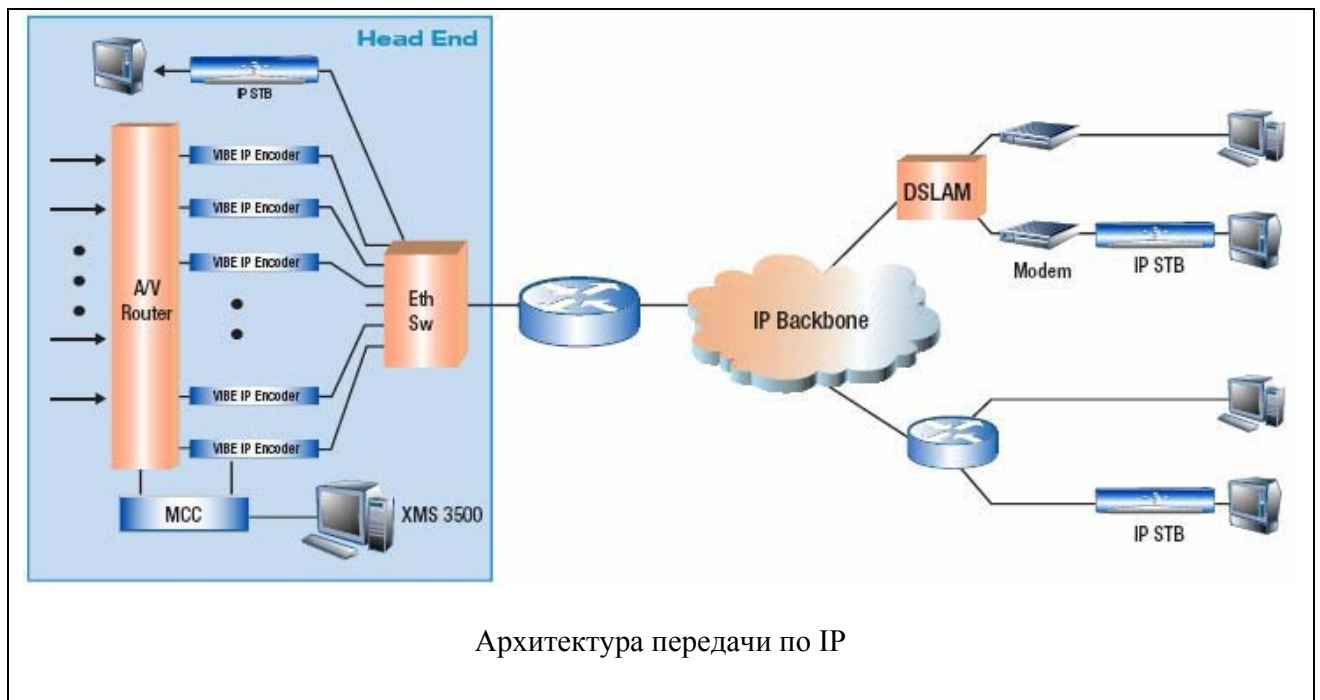 Head End
IP STB
VIBE IP Encoder
VIBE IP Encoder
VIBE IP Encoder
A/V
Router
Eth
Sw
VIBE IP Encoder
VIBE IP Encoder
MCC
XMS 3500
IP Backbone
DSLAM
Modem
IP STB
IP STB
Архитектура передачи по IP